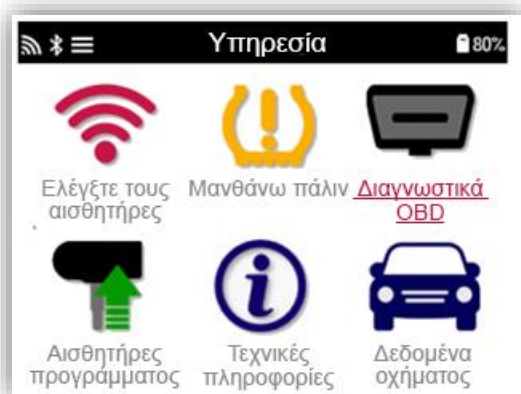 Υπηρεσία 80%
Ελέγξτε τους Μανθάνω πάλιν Διαγνωστικά
αισθητήρες OBD
Αισθητήρες Τεχνικές Δεδομένα
προγράμματος πληροφορίες οχήματος